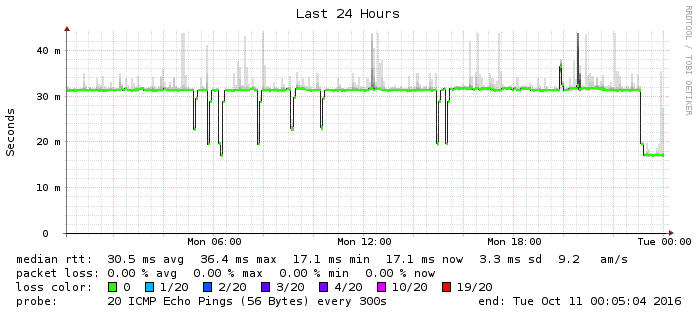 Last 24 Hours
RRDTOOL / TOBI OETIKER
Seconds
40 m
30 m
20 m
10 m
0
Mon 06:00 Mon 12:00 Mon 18:00 Tue 00:00
median rtt: 30.5 ms avg 36.4 ms max 17.1 ms min 17.1 ms now 3.3 ms sd 9.2 am/s
packet loss: 0.00 % avg 0.00 % max 0.00 % min 0.00 % now
loss color: 0 1/20 2/20 3/20 4/20 10/20 19/20
probe: 20 ICMP Echo Pings (56 Bytes) every 300s end: Tue Oct 11 00:05:04 2016